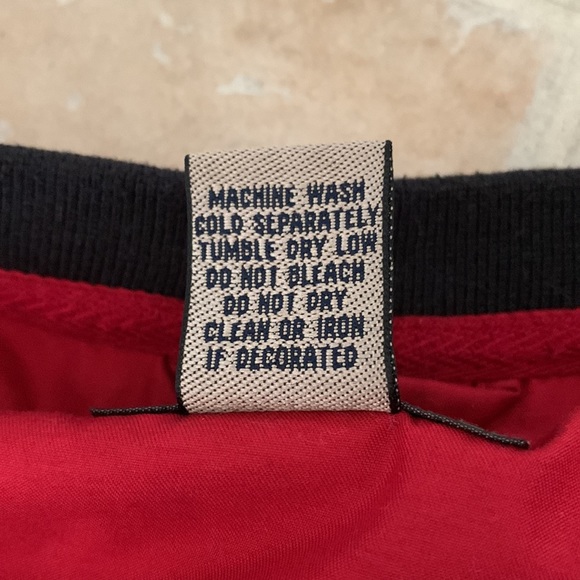 MACHINE WASH
COLD SEPARATELY
TUMBLE DRY LOW
DO NOT BLEACH
DO NOT DRY
CLEAN OR IRON
IF DECORATED